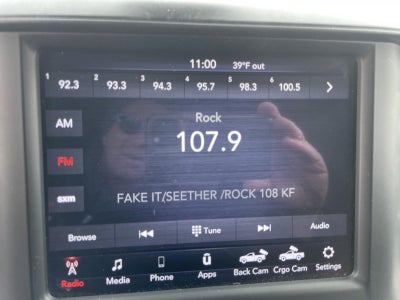 11:00 39°F out
1 92.3 2 93.3 3 94.3 4 95.7 5 98.3 6 100.5
AM
Rock
FM
107.9
sxm
FAKE IT/SEETHER /ROCK 108 KF
Browse Tune Audio
Radio Media Phone Apps Back Cam Crgo Cam Settings